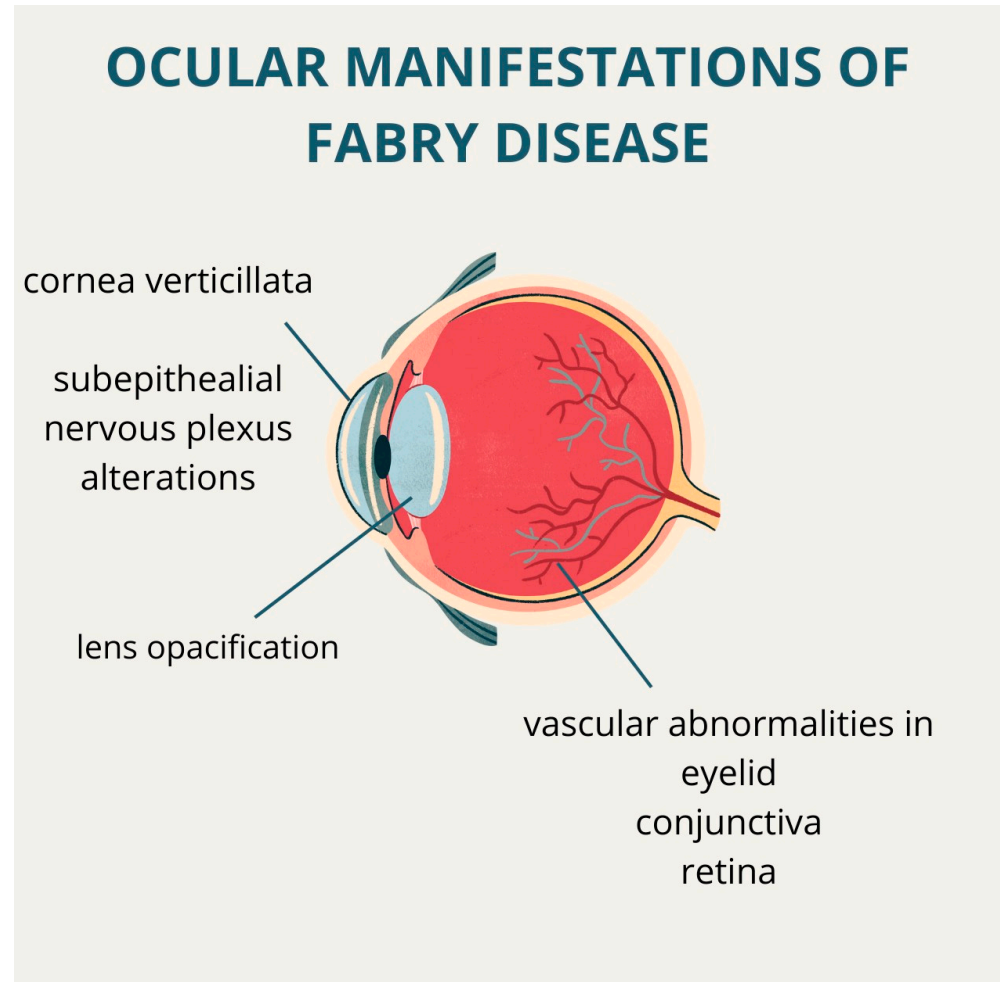 OCULAR MANIFESTATIONS OF
FABRY DISEASE
cornea verticillata
subepithealial
nervous plexus
alterations
lens opacification
vascular abnormalities in
eyelid
conjunctiva
retina